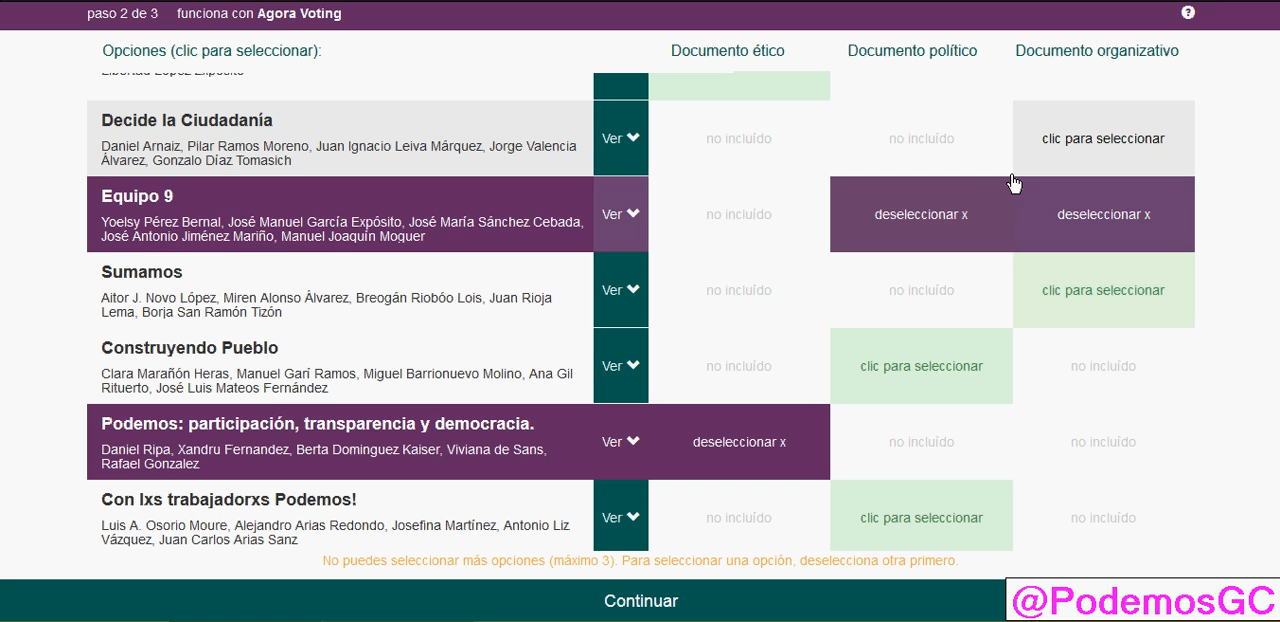 paso 2 de 3 funciona con Agora Voting ?
Opciones (clic para seleccionar): Documento ético Documento político Documento organizativo
Libertad López Expósito
Decide la Ciudadanía
Daniel Arnaiz, Pilar Ramos Moreno, Juan Ignacio Leiva Márquez, Jorge Valencia
Álvarez, Gonzalo Díaz Tomasich
Ver no incluído no incluído clic para seleccionar
Equipo 9
Yoelsy Pérez Bernal, José Manuel García Expósito, José María Sánchez Cebada,
José Antonio Jiménez Mariño, Manuel Joaquín Moguer
Ver no incluído deseleccionar x deseleccionar x
Sumamos
Aitor J. Novo López, Miren Alonso Álvarez, Breogán Riobóo Lois, Juan Rioja
Lema, Borja San Ramón Tizón
Ver no incluído no incluído clic para seleccionar
Construyendo Pueblo
Clara Marañón Heras, Manuel Garí Ramos, Miguel Barrionuevo Molino, Ana Gil
Rituerto, José Luis Mateos Fernández
Ver no incluído clic para seleccionar no incluído
Podemos: participación, transparencia y democracia.
Daniel Ripa, Xandru Fernandez, Berta Dominguez Kaiser, Viviana de Sans,
Rafael Gonzalez
Ver deseleccionar x no incluído no incluído
Con lxs trabajadorxs Podemos!
Luis A. Osorio Moure, Alejandro Arias Redondo, Josefina Martínez, Antonio Liz
Vázquez, Juan Carlos Arias Sanz
Ver no incluído clic para seleccionar no incluído
No puedes seleccionar más opciones (máximo 3). Para seleccionar una opción, deselecciona otra primero.
Continuar
@PodemosGC